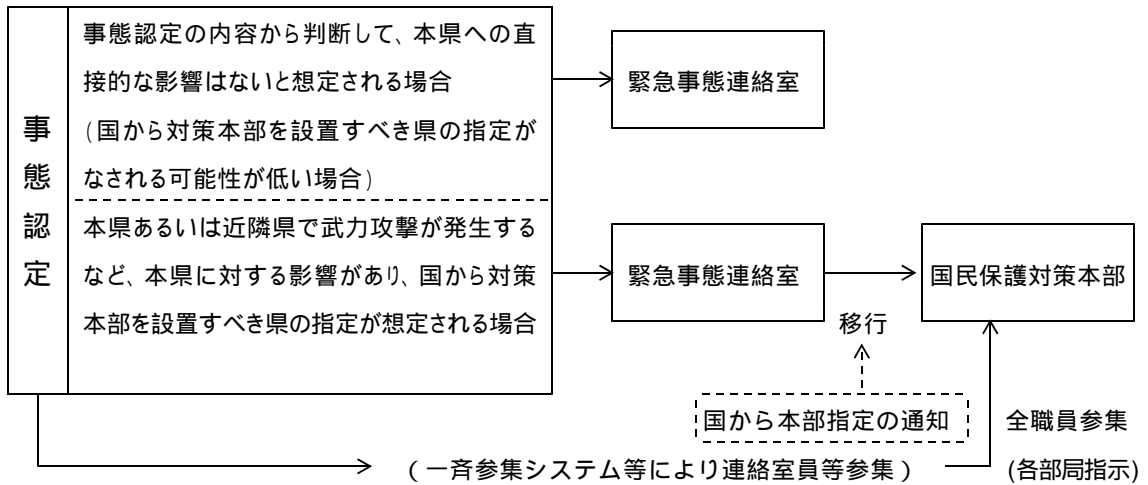 事態認定
事態認定の内容から判断して、本県への直
接的な影響はないと想定される場合
(国から対策本部を設置すべき県の指定が
なされる可能性が低い場合)
緊急事態連絡室
本県あるいは近隣県で武力攻撃が発生する
など、本県に対する影響があり、国から対策
本部を設置すべき県の指定が想定される場合
緊急事態連絡室
国民保護対策本部
移行
国から本部指定の通知
全職員参集
(一斉参集システム等により連絡室員等参集)
(各部局指示)